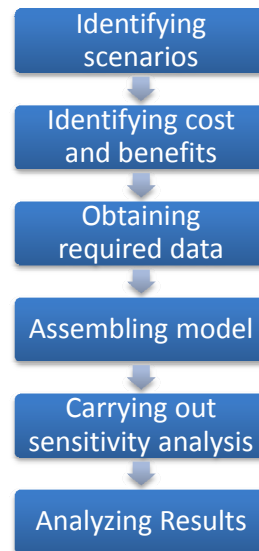 Identifying
scenarios
Identifying cost
and benefits
Obtaining
required data
Assembling model
Carrying out
sensitivity analysis
Analyzing Results